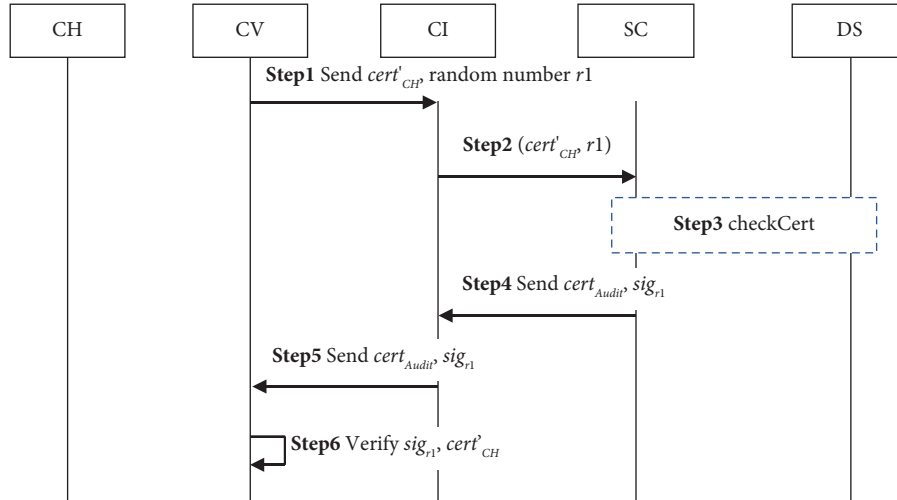 CH
CV
CI
SC
DS
Step1 Send cert'CH, random number r1
Step2 (cert'CH, r1)
Step3 checkCert
Step4 Send certAudit, sigr1
Step5 Send certAudit, sigr1
Step6 Verify sigr1, cert’CH